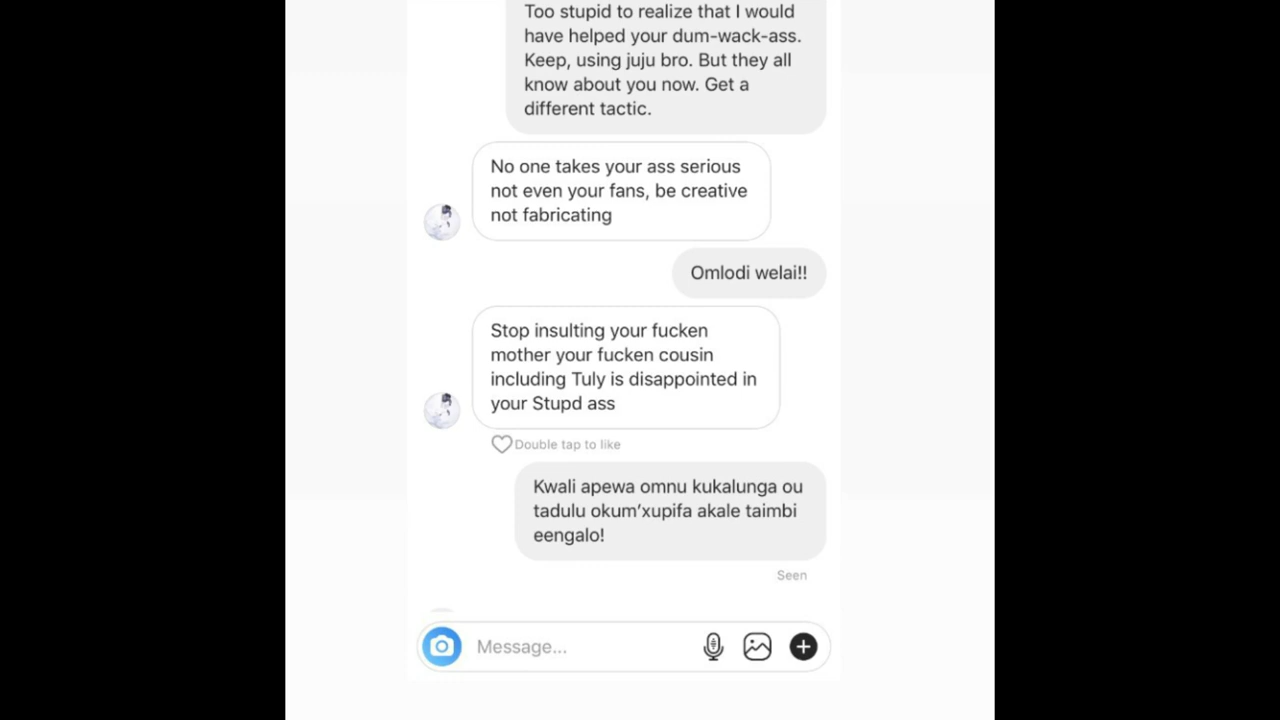 Too stupid to realize that I would
have helped your dum-wack-ass.
Keep, using juju bro. But they all
know about you now. Get a
different tactic.
No one takes your ass serious
not even your fans, be creative
not fabricating
Omlodi welai!!
Stop insulting your fucken
mother your fucken cousin
including Tuly is disappointed in
your Stupd ass
Double tap to like
Kwali apewa omnu kukalunga ou
tadulu okum’xupifa akale taimbi
eengalo!
Seen
Message...